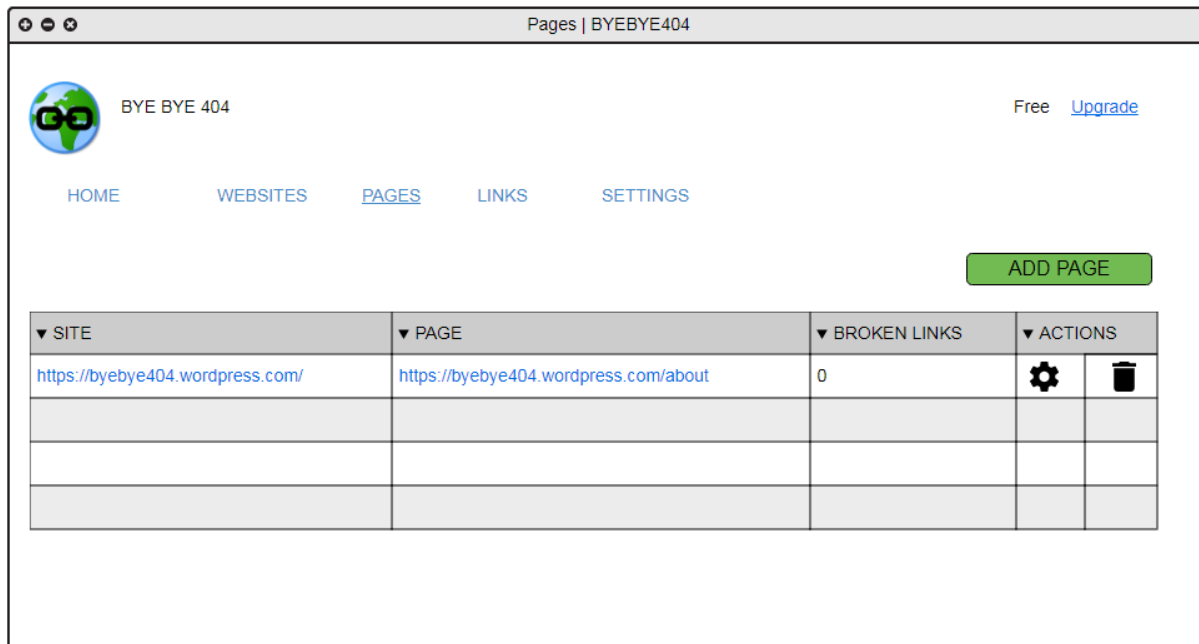 Pages | BYEBYE404
BYE BYE 404
Free Upgrade
HOME WEBSITES PAGES LINKS SETTINGS
ADD PAGE
▼ SITE ▼ PAGE ▼ BROKEN LINKS ▼ ACTIONS
https://byebye404.wordpress.com/ https://byebye404.wordpress.com/about 0